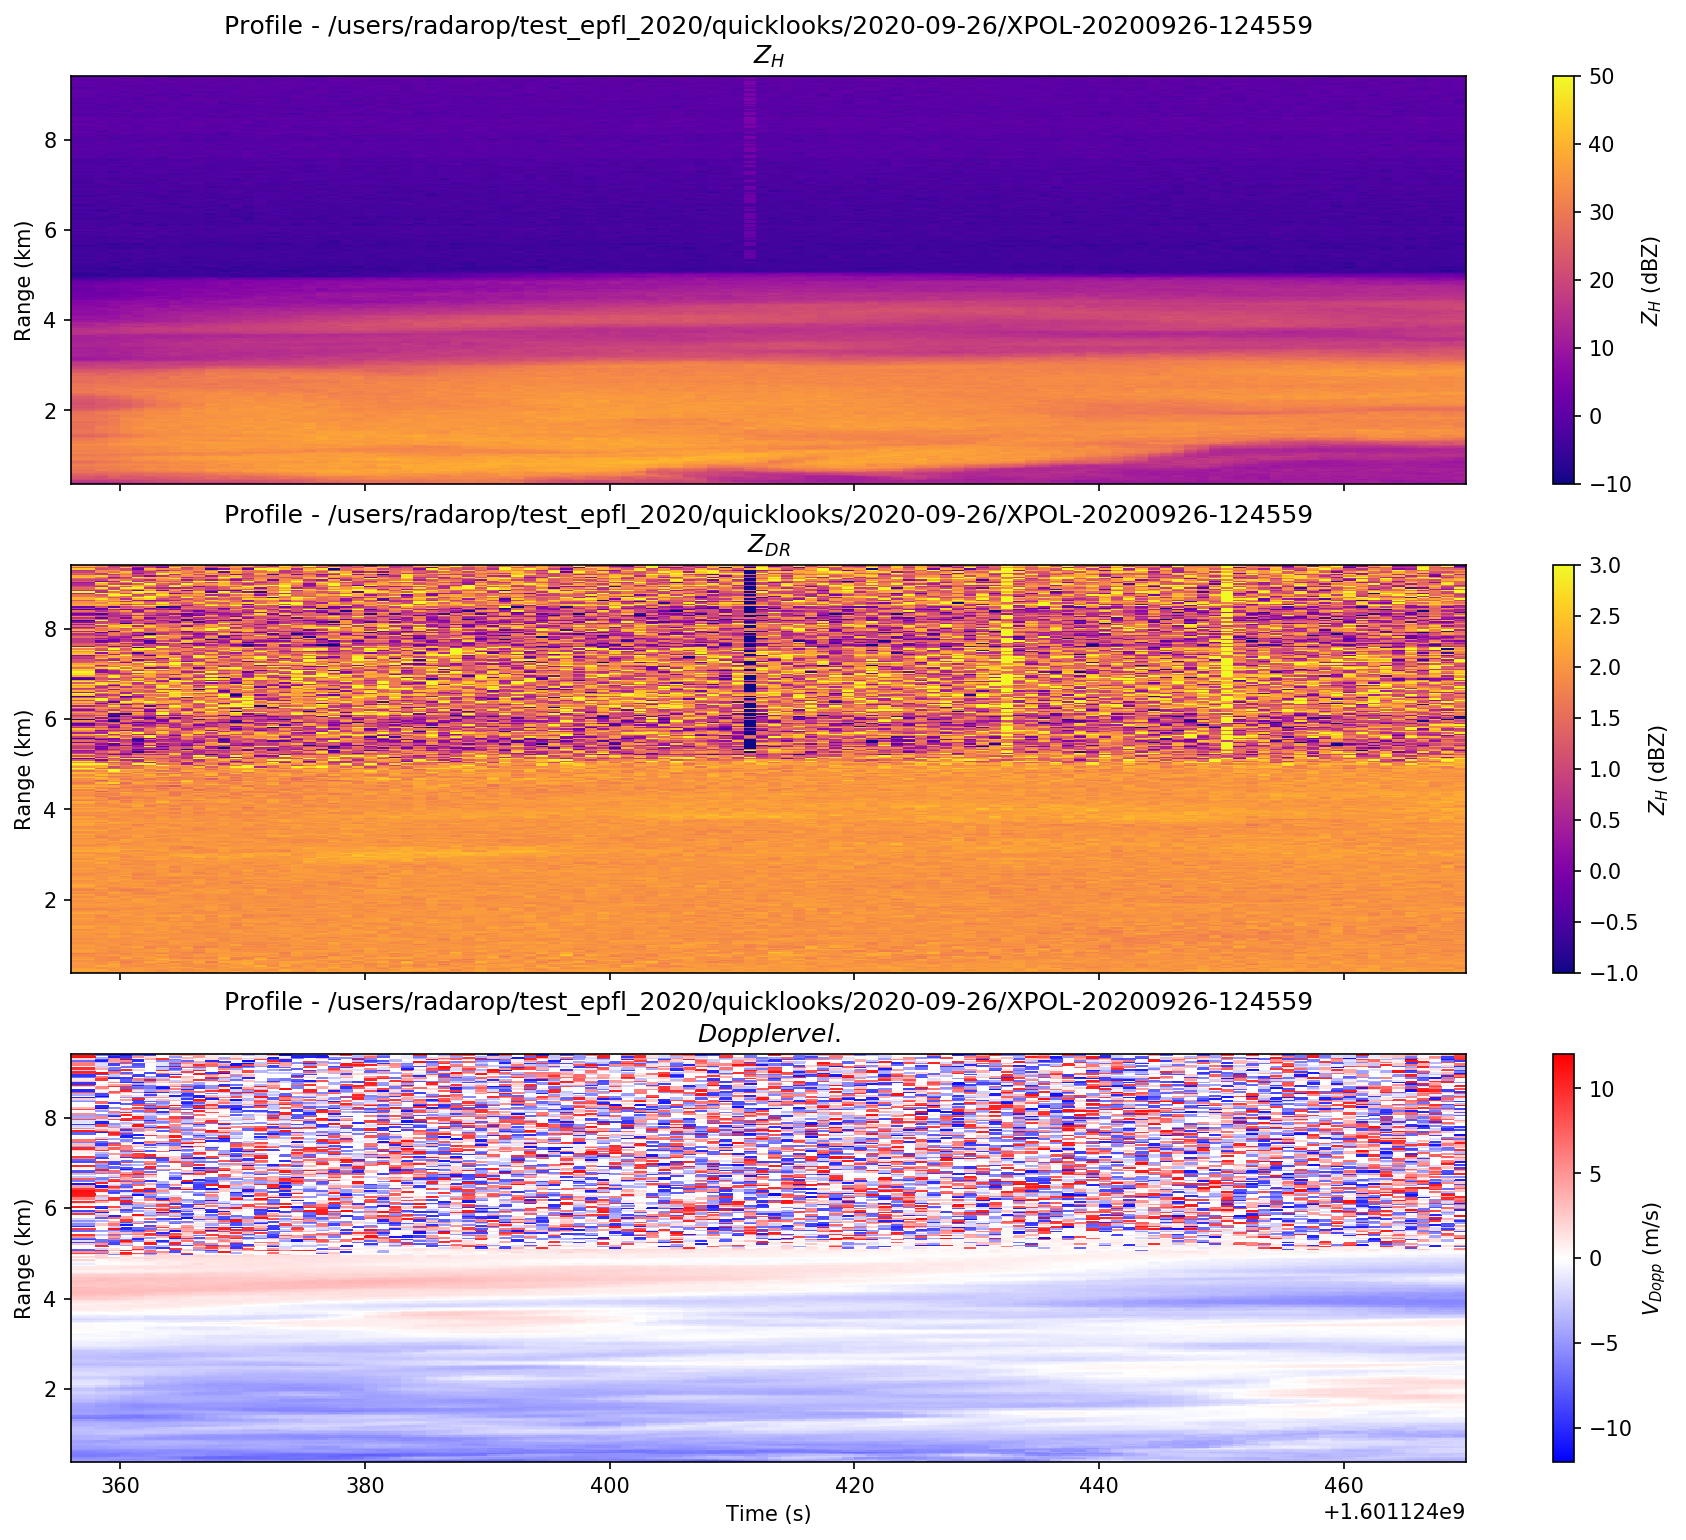 Profile - /users/radarop/test_epfl_2020/quicklooks/2020-09-26/XPOL-20200926-124559
Z_H
Range (km)
8
6
4
2
50
40
30
20
10
0
−10
Z_H (dBZ)
Profile - /users/radarop/test_epfl_2020/quicklooks/2020-09-26/XPOL-20200926-124559
Z_DR
Range (km)
8
6
4
2
3.0
2.5
2.0
1.5
1.0
0.5
0.0
−0.5
−1.0
Z_H (dBZ)
Profile - /users/radarop/test_epfl_2020/quicklooks/2020-09-26/XPOL-20200926-124559
Dopplervel.
Range (km)
8
6
4
2
10
5
0
−5
−10
V_Dopp (m/s)
360 380 400 420 440 460
Time (s)
+1.601124e9